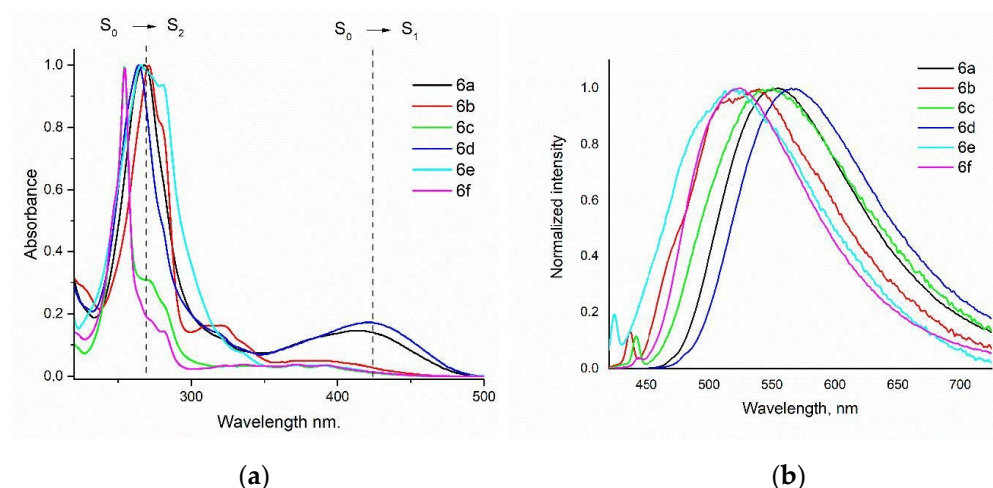 S0 → S2
S0 → S1
1.0
0.8
0.6
0.4
0.2
0.0
Absorbance
300
400
500
Wavelength nm.
6a
6b
6c
6d
6e
6f
(a)
1.0
0.8
0.6
0.4
0.2
0.0
Normalized intensity
450
500
550
600
650
700
Wavelength, nm
6a
6b
6c
6d
6e
6f
(b)